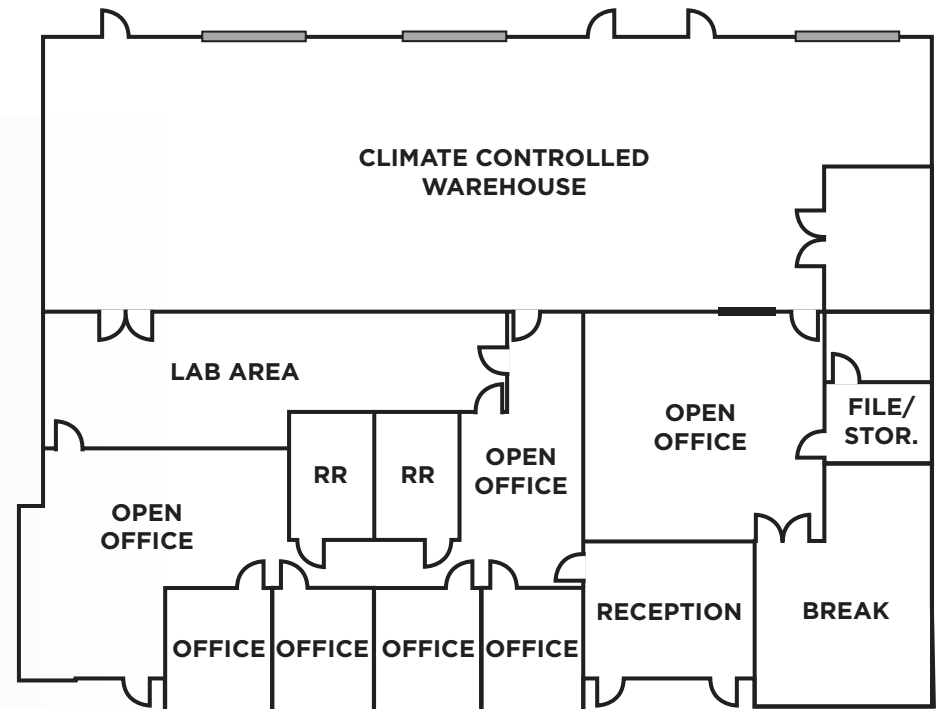 CLIMATE CONTROLLED
WAREHOUSE
LAB AREA
OPEN
OFFICE
FILE/
STOR.
RR
RR
OPEN
OFFICE
OPEN
OFFICE
RECEPTION
BREAK
OFFICE
OFFICE
OFFICE
OFFICE